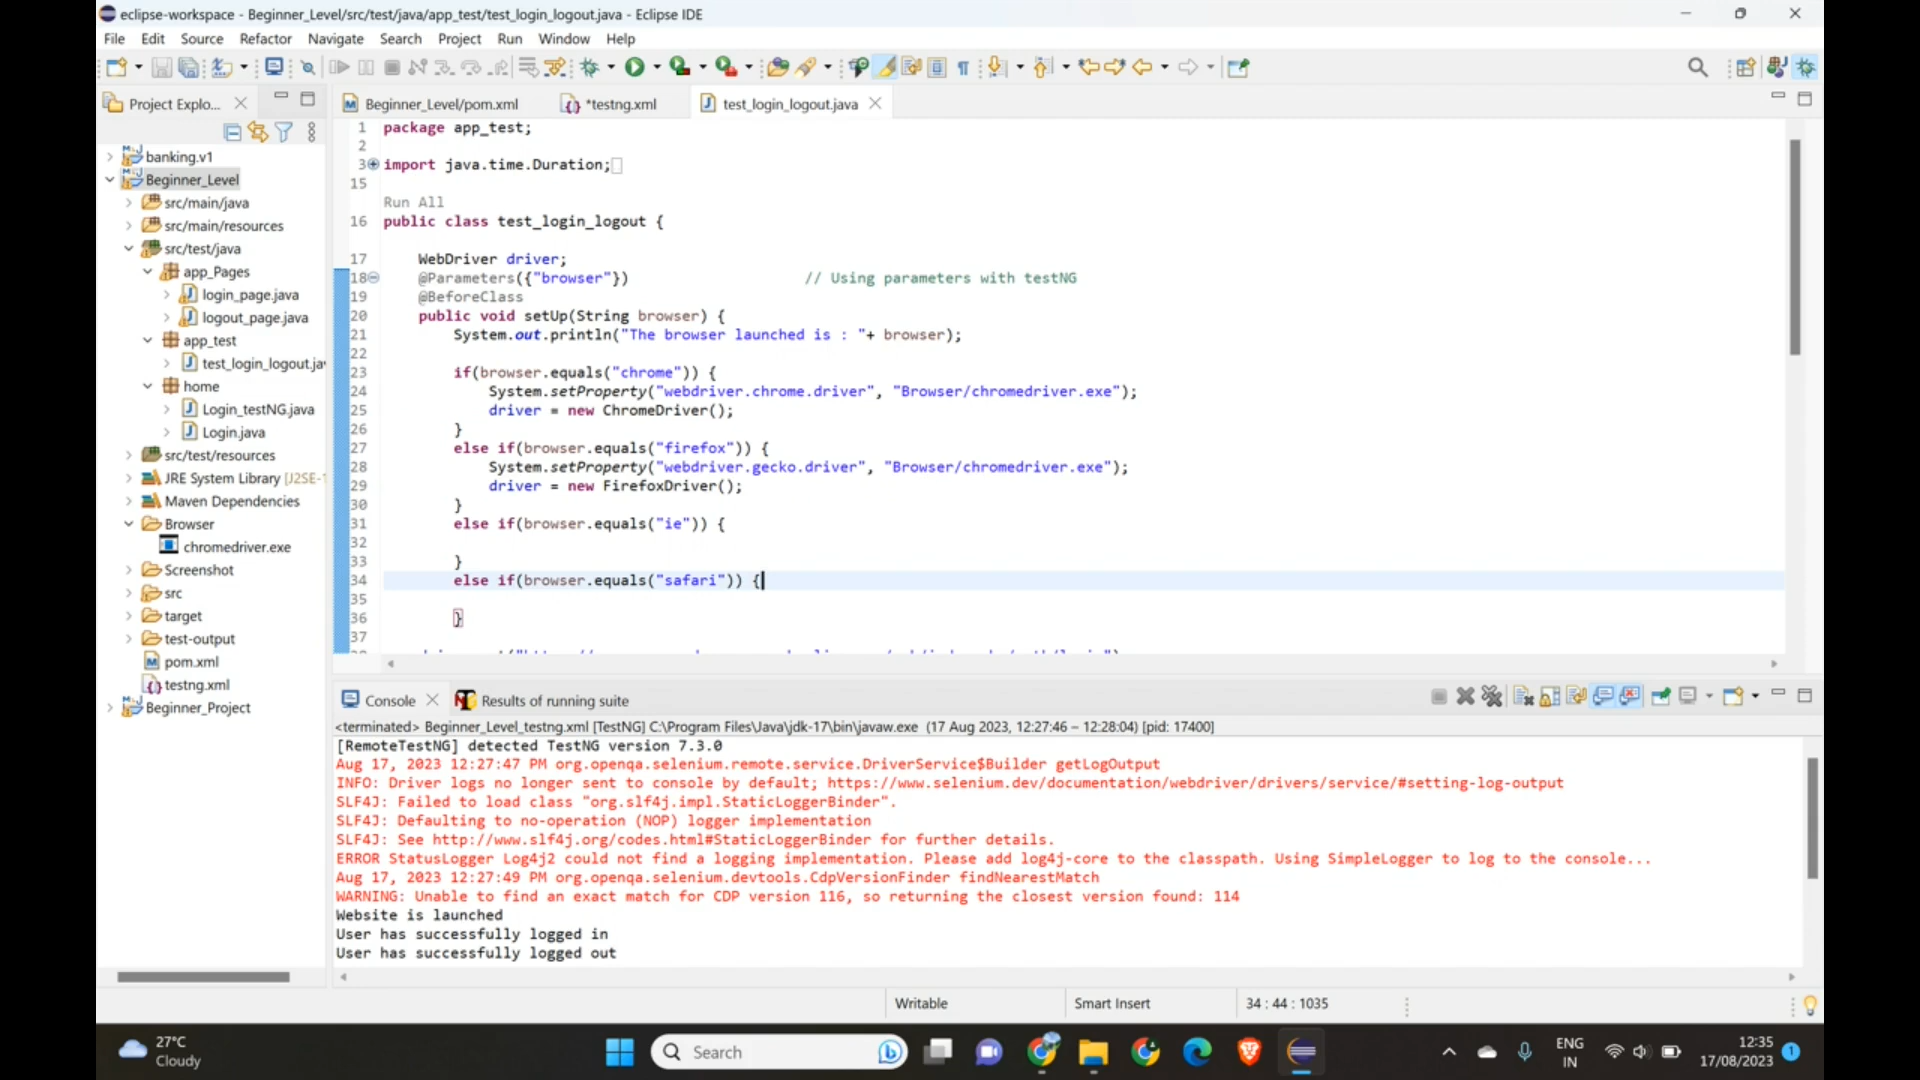 eclipse-workspace - Beginner_Level/src/test/java/app_test/test_login_logout.java - Eclipse IDE
File Edit Source Refactor Navigate Search Project Run Window Help
Project Explo...
Beginner_Level/pom.xml
*testng.xml
test_login_logout.java
banking.v1
Beginner_Level
src/main/java
src/main/resources
src/test/java
app_Pages
login_page.java
logout_page.java
app_test
test_login_logout.ja
home
Login_testNG.java
Login.java
src/test/resources
JRE System Library [J2SE-1
Maven Dependencies
Browser
chromedriver.exe
Screenshot
src
target
test-output
pom.xml
testng.xml
Beginner_Project
1 package app_test;
2
3 import java.time.Duration;
15
Run All
16 public class test_login_logout {
17 WebDriver driver;
18 @Parameters({"browser"}) // Using parameters with testNG
19 @BeforeClass
20 public void setUp(String browser) {
21 System.out.println("The browser launched is : "+ browser);
22
23 if(browser.equals("chrome")) {
24 System.setProperty("webdriver.chrome.driver", "Browser/chromedriver.exe");
25 driver = new ChromeDriver();
26 }
27 else if(browser.equals("firefox")) {
28 System.setProperty("webdriver.gecko.driver", "Browser/chromedriver.exe");
29 driver = new FirefoxDriver();
30 }
31 else if(browser.equals("ie")) {
32
33 }
34 else if(browser.equals("safari")) {
35
36 }
37
Console
Results of running suite
<terminated> Beginner_Level_testng.xml [TestNG] C:\Program Files\Java\jdk-17\bin\javaw.exe (17 Aug 2023, 12:27:46 – 12:28:04) [pid: 17400]
[RemoteTestNG] detected TestNG version 7.3.0
Aug 17, 2023 12:27:47 PM org.openqa.selenium.remote.service.DriverService$Builder getLogOutput
INFO: Driver logs no longer sent to console by default; https://www.selenium.dev/documentation/webdriver/drivers/service/#setting-log-output
SLF4J: Failed to load class "org.slf4j.impl.StaticLoggerBinder".
SLF4J: Defaulting to no-operation (NOP) logger implementation
SLF4J: See http://www.slf4j.org/codes.html#StaticLoggerBinder for further details.
ERROR StatusLogger Log4j2 could not find a logging implementation. Please add log4j-core to the classpath. Using SimpleLogger to log to the console...
Aug 17, 2023 12:27:49 PM org.openqa.selenium.devtools.CdpVersionFinder findNearestMatch
WARNING: Unable to find an exact match for CDP version 116, so returning the closest version found: 114
Website is launched
User has successfully logged in
User has successfully logged out
Writable
Smart Insert
34 : 44 : 1035
27°C
Cloudy
Search
ENG
IN
12:35
17/08/2023
1